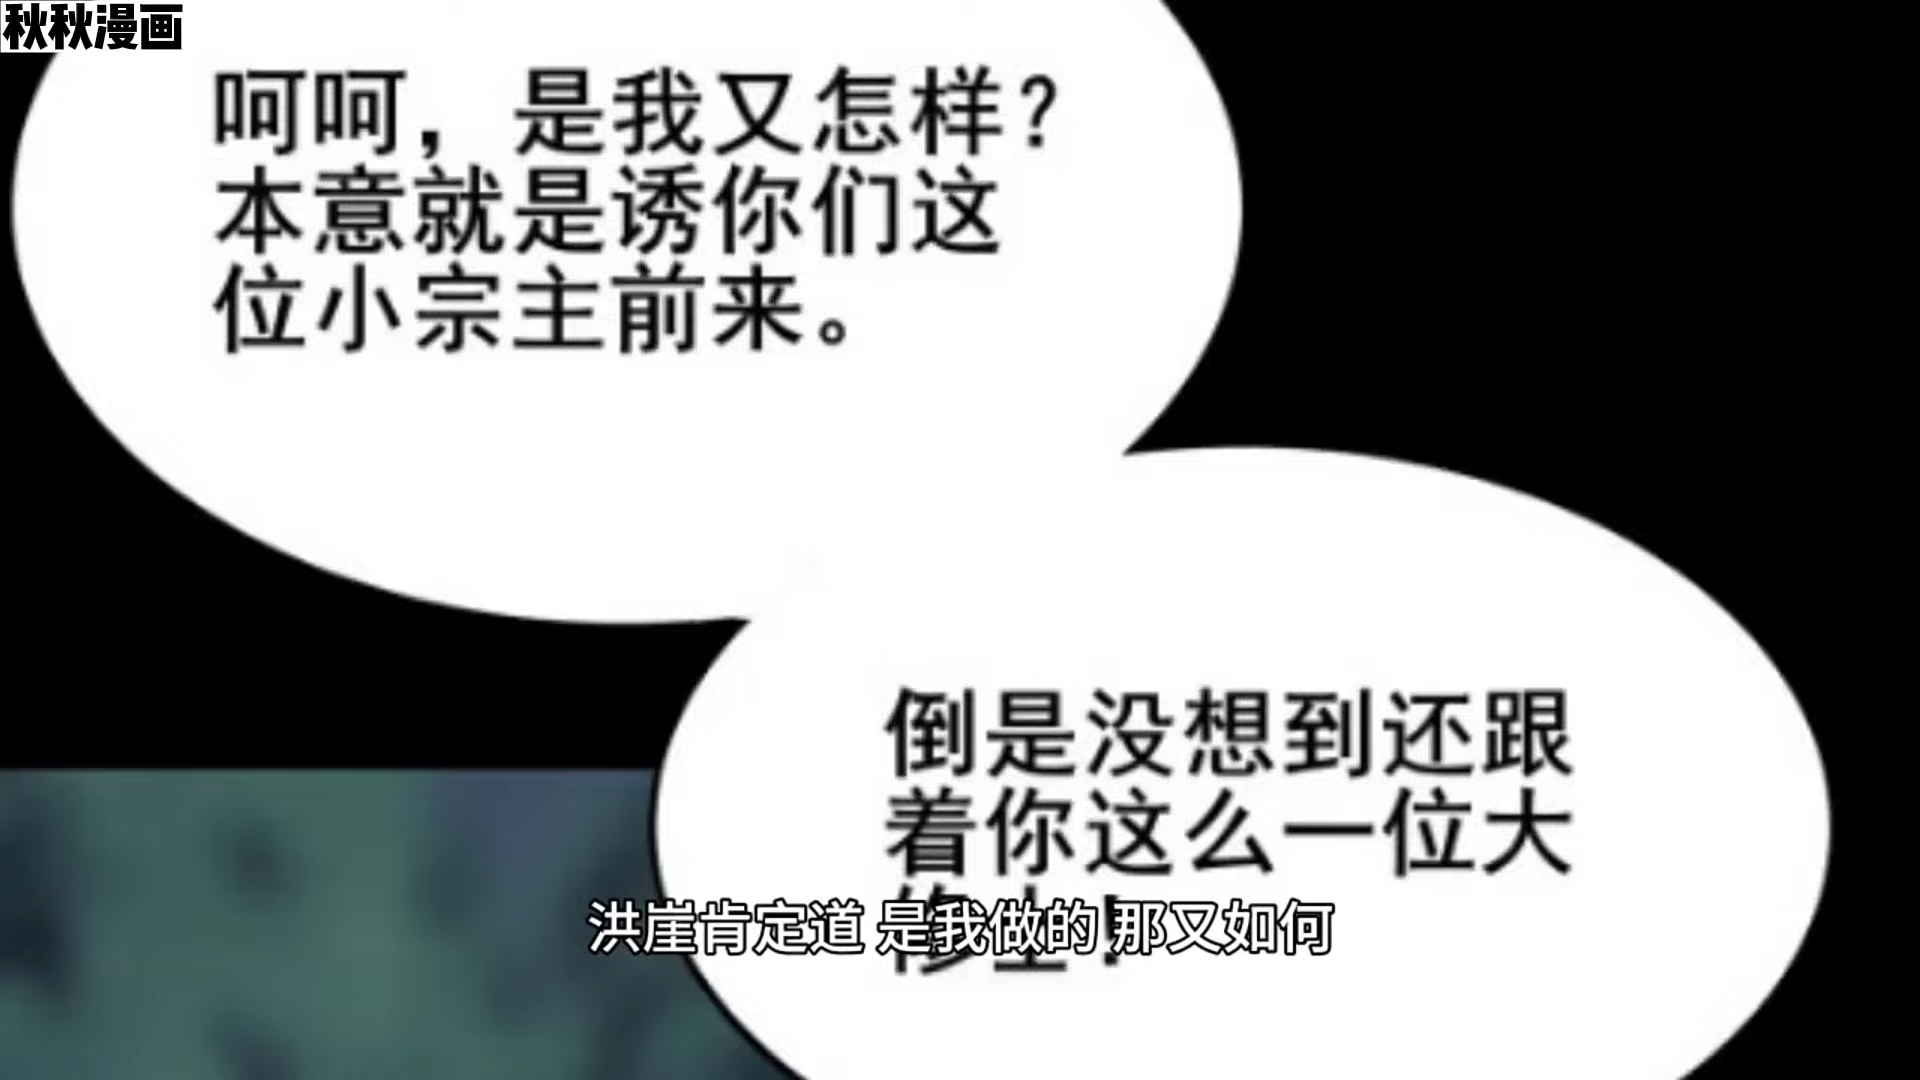 秋秋漫画
呵呵，是我又怎样？
本意就是诱你们这
位小宗主前来。
倒是没想到还跟
着你这么一位大
洪崖肯定道 是我做的 那又如何